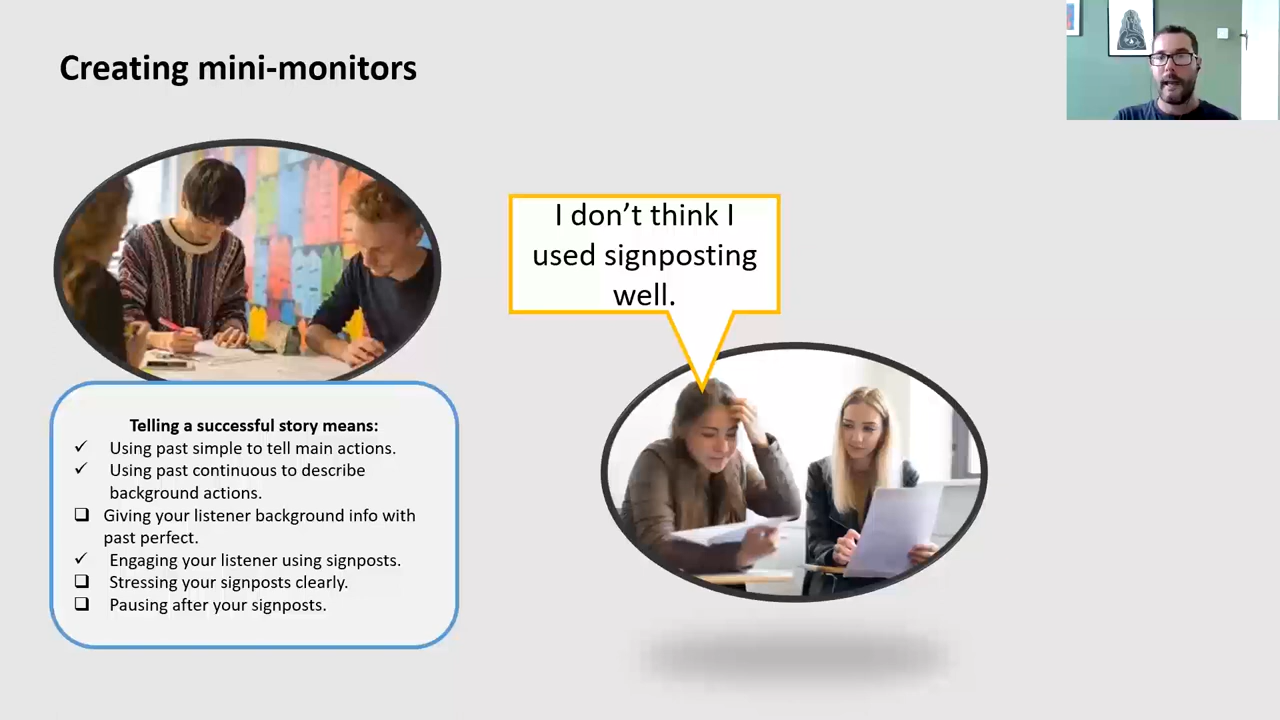 Creating mini-monitors
I don’t think I
used signposting
well.
Telling a successful story means:
✓ Using past simple to tell main actions.
✓ Using past continuous to describe
background actions.
❑ Giving your listener background info with
past perfect.
✓ Engaging your listener using signposts.
❑ Stressing your signposts clearly.
❑ Pausing after your signposts.